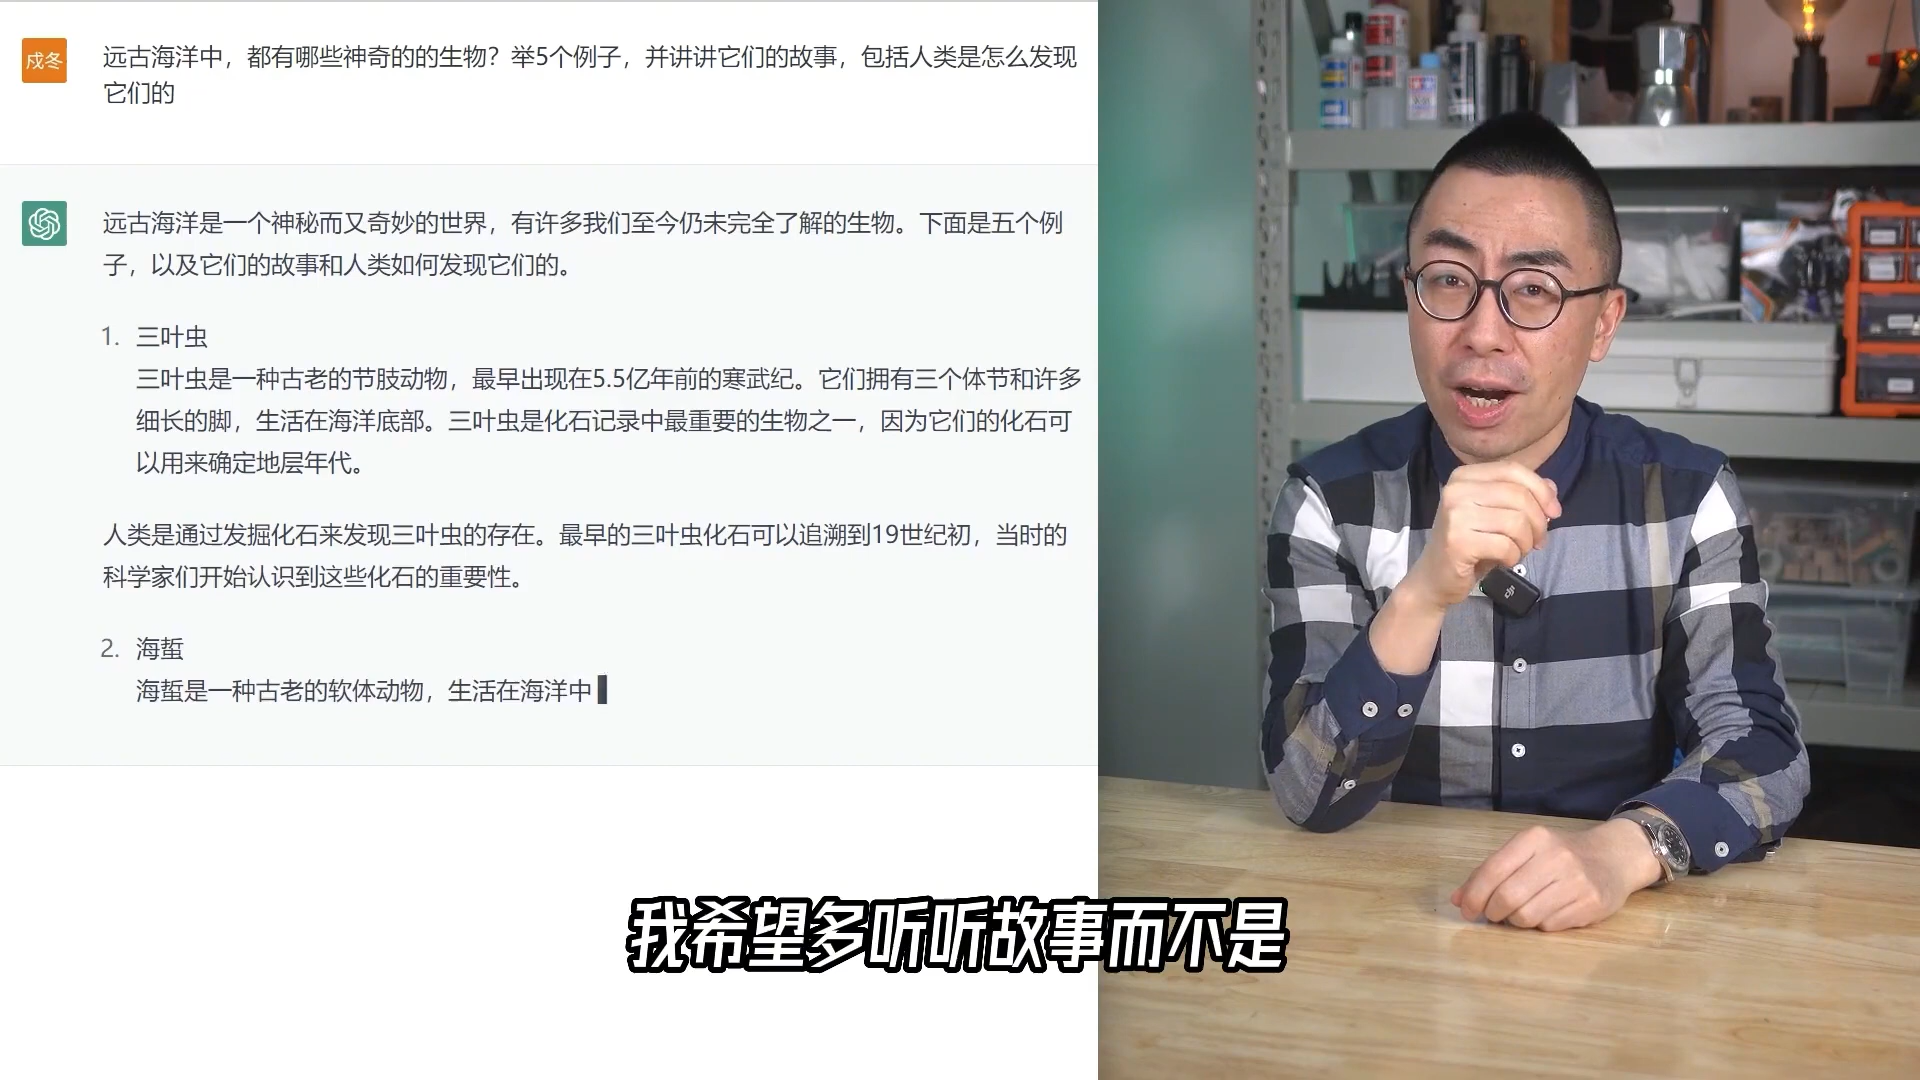 戍冬
远古海洋中，都有哪些神奇的的生物？举5个例子，并讲讲它们的故事，包括人类是怎么发现
它们的
远古海洋是一个神秘而又奇妙的世界，有许多我们至今仍未完全了解的生物。下面是五个例
子，以及它们的故事和人类如何发现它们的。
1. 三叶虫
三叶虫是一种古老的节肢动物，最早出现在5.5亿年前的寒武纪。它们拥有三个体节和许多
细长的脚，生活在海洋底部。三叶虫是化石记录中最重要的生物之一，因为它们的化石可
以用来确定地层年代。
人类是通过发掘化石来发现三叶虫的存在。最早的三叶虫化石可以追溯到19世纪初，当时的
科学家们开始认识到这些化石的重要性。
2. 海蜇
海蜇是一种古老的软体动物，生活在海洋中
dji
我希望多听听故事而不是